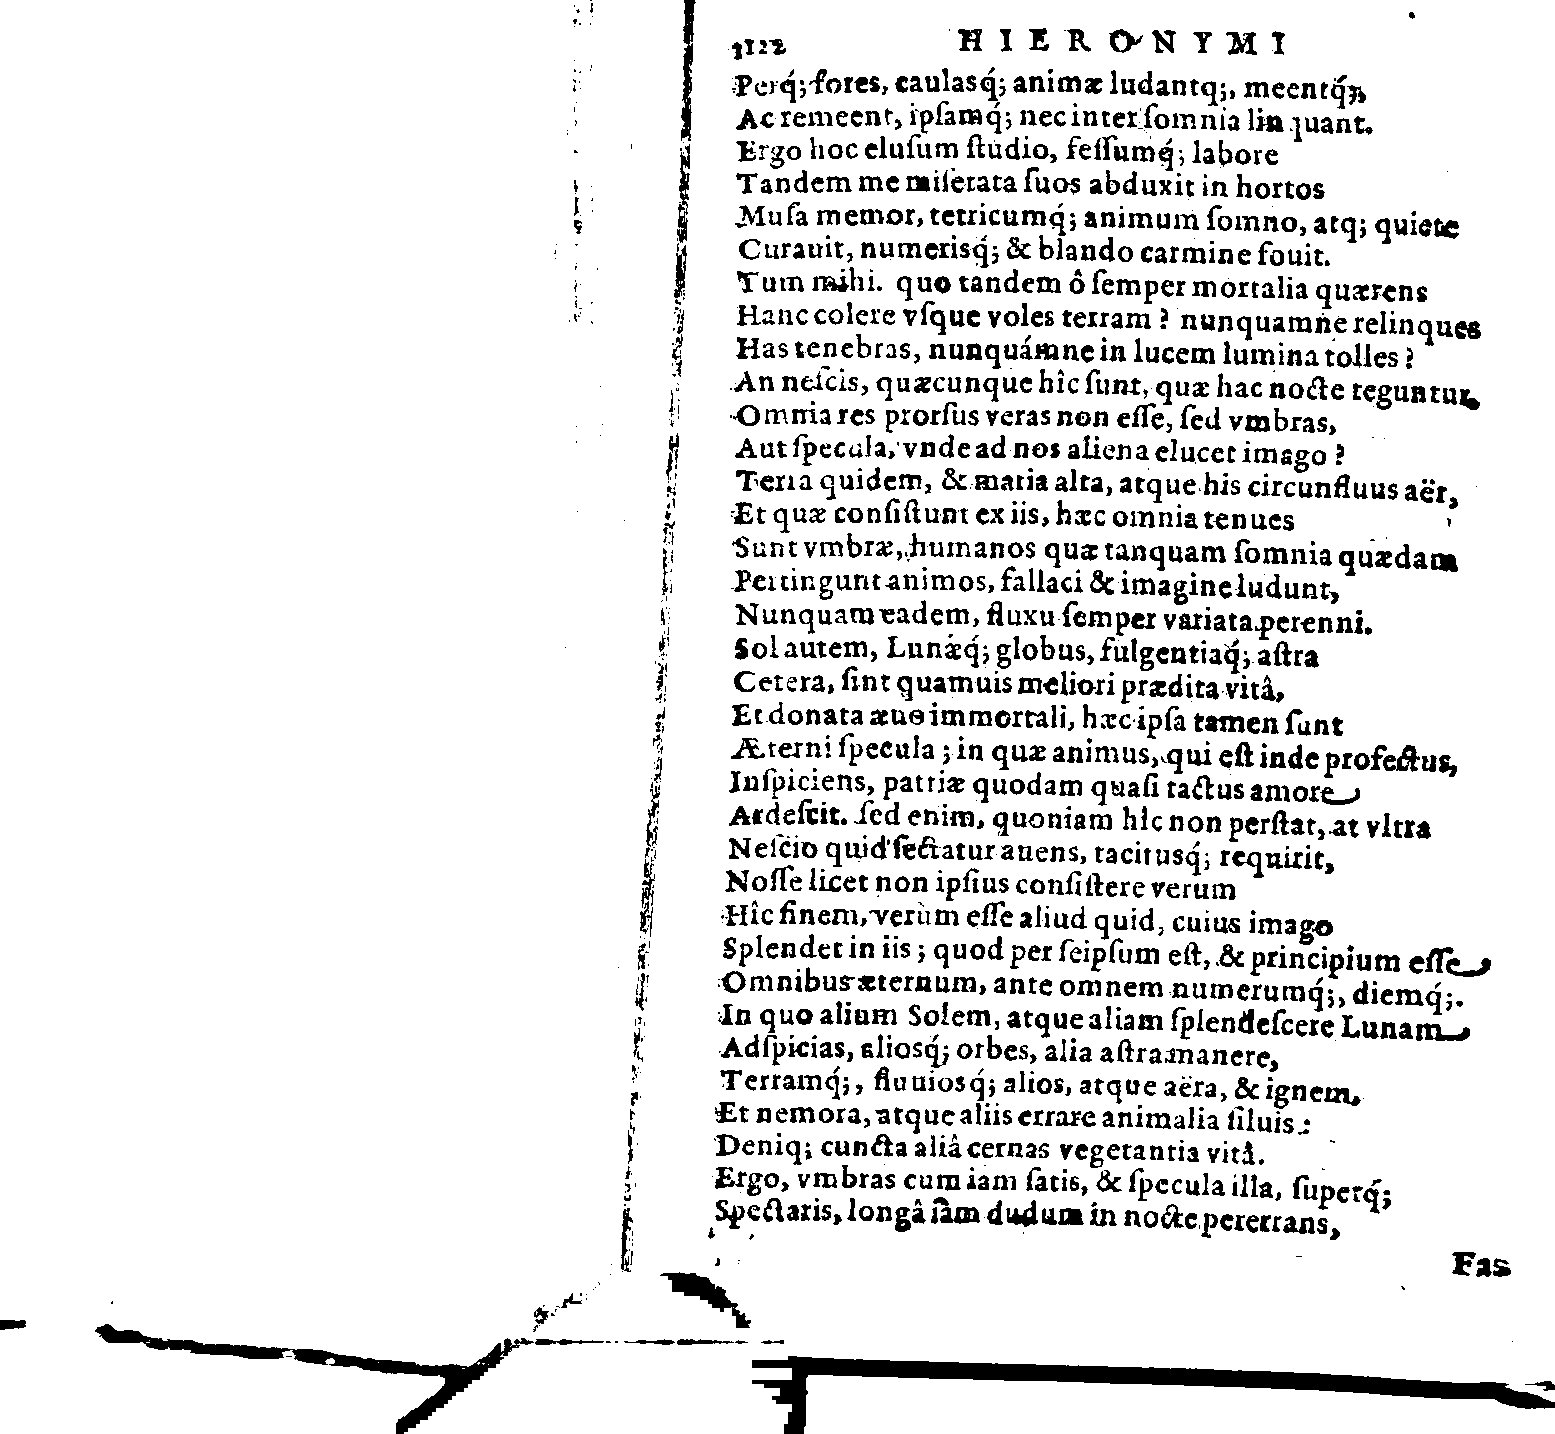 1122 HIERONYMI
Perq́; fores, caulasq́; animæ ludantq;, meentq́;,
Ac remeent, ipſamq́; nec inter ſomnia linquant.
Ergo hoc eluſum ſtudio, feſſumq́; labore
Tandem me miſerata ſuos abduxit in hortos
Muſa memor, tetricumq́; animum ſomno, atq; quiete
Curauit, numerisq́; & blando carmine fouit.
Tum mihi. quo tandem ô ſemper mortalia quærens
Hanc colere vſque voles terram? nunquamne relinques
Has tenebras, nunquámne in lucem lumina tolles?
An neſcis, quæcunque hîc ſunt, quæ hac nocte teguntur,
Omnia res prorſus veras non eſſe, ſed vmbras,
Aut ſpecula, vnde ad nos aliena elucet imago?
Terra quidem, & maria alta, atque his circunfluus aër,
Et quæ conſiſtunt ex iis, hæc omnia tenues
Sunt vmbræ, humanos quæ tanquam ſomnia quædam
Pertingunt animos, fallaci & imagine ludunt,
Nunquam eadem, fluxu ſemper variata perenni.
Sol autem, Lunǽq́; globus, fulgentiaq́; aſtra
Cetera, ſint quamuis meliori prædita vitâ,
Et donata æuo immortali, hæc ipſa tamen ſunt
Æterni ſpecula; in quæ animus, qui eſt inde profectus,
Inſpiciens, patriæ quodam quaſi tactus amore
Ardeſcit. ſed enim, quoniam hîc non perſtat, at vltra
Neſcio quid ſectatur auens, tacitusq́; requirit,
Noſſe licet non ipſius conſiſtere verum
Hîc finem, verùm eſſe aliud quid, cuius imago
Splendet in iis; quod per ſeipſum eſt, & principium eſſe
Omnibus æternum, ante omnem numerumq́;, diemq́;.
In quo alium Solem, atque aliam ſplendeſcere Lunam
Adſpicias, aliosq́; orbes, alia aſtra manere,
Terramq́;, fluuiosq́; alios, atque aëra, & ignem,
Et nemora, atque aliis errare animalia ſiluis:
Deniq; cuncta aliâ cernas vegetantia vitâ.
Ergo, vmbras cum iam ſatis, & ſpecula illa, ſuperq́;
Spectaris, longâ iam dudum in nocte pererrans,
Fas